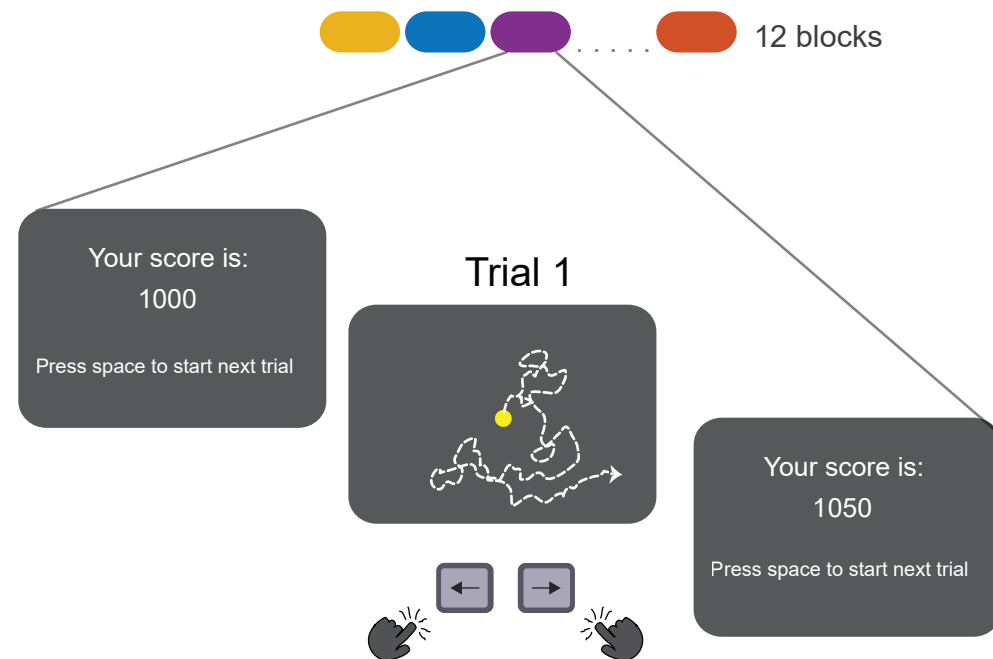 12 blocks
Your score is:
1000
Press space to start next trial
Trial 1
Your score is:
1050
Press space to start next trial